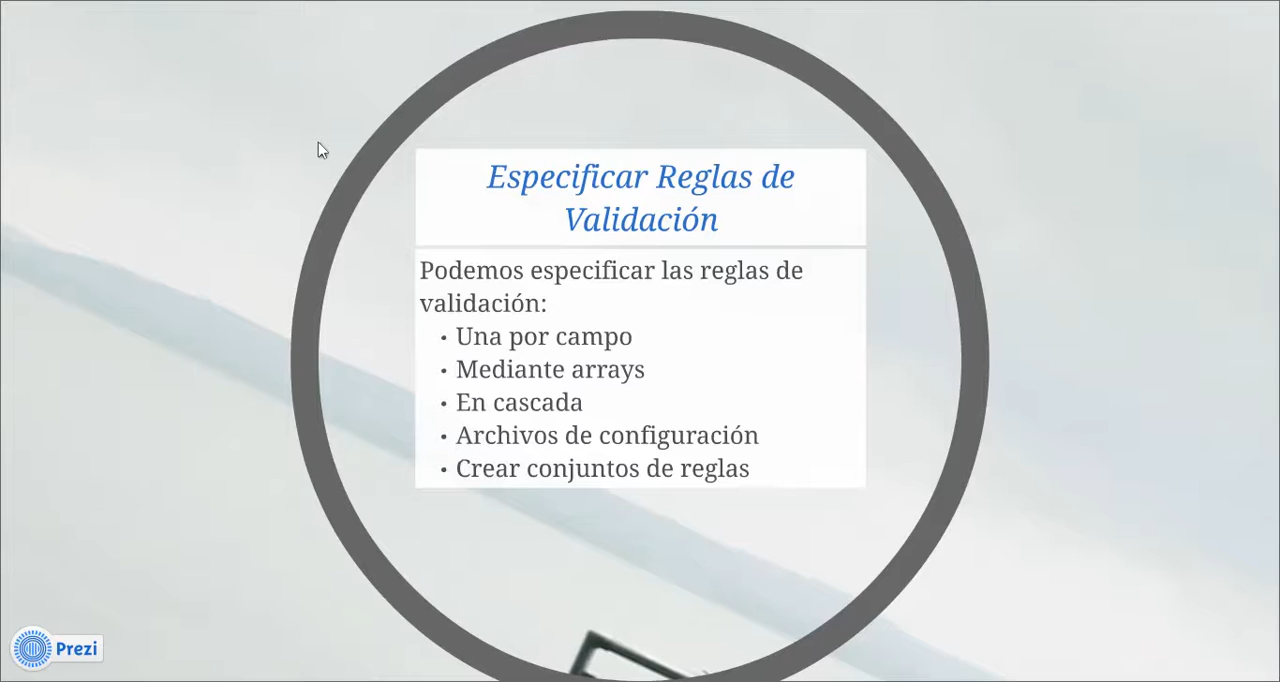 Especificar Reglas de
Validación
Podemos especificar las reglas de
validación:
• Una por campo
• Mediante arrays
• En cascada
• Archivos de configuración
• Crear conjuntos de reglas
Prezi